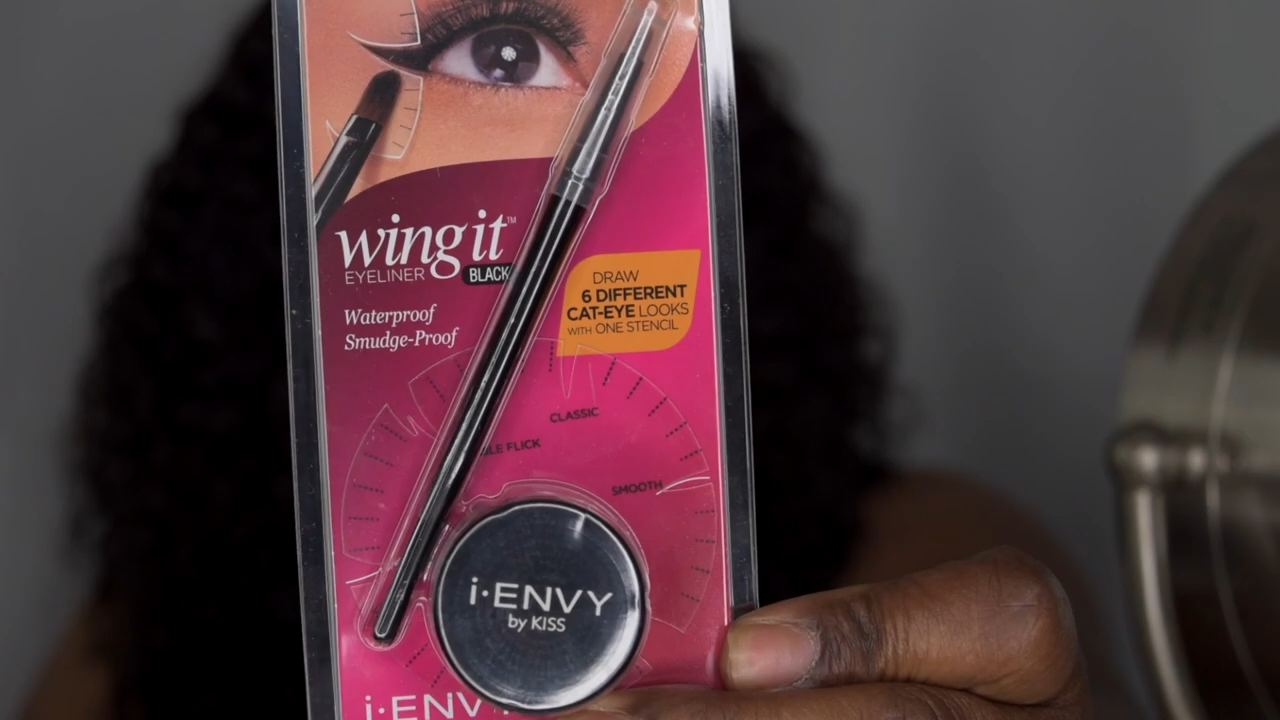 wing it™
EYELINER BLACK
Waterproof
Smudge-Proof
DRAW
6 DIFFERENT
CAT-EYE LOOKS
WITH ONE STENCIL
CLASSIC
FLICK
SMOOTH
i·ENVY
by KISS
i·ENV